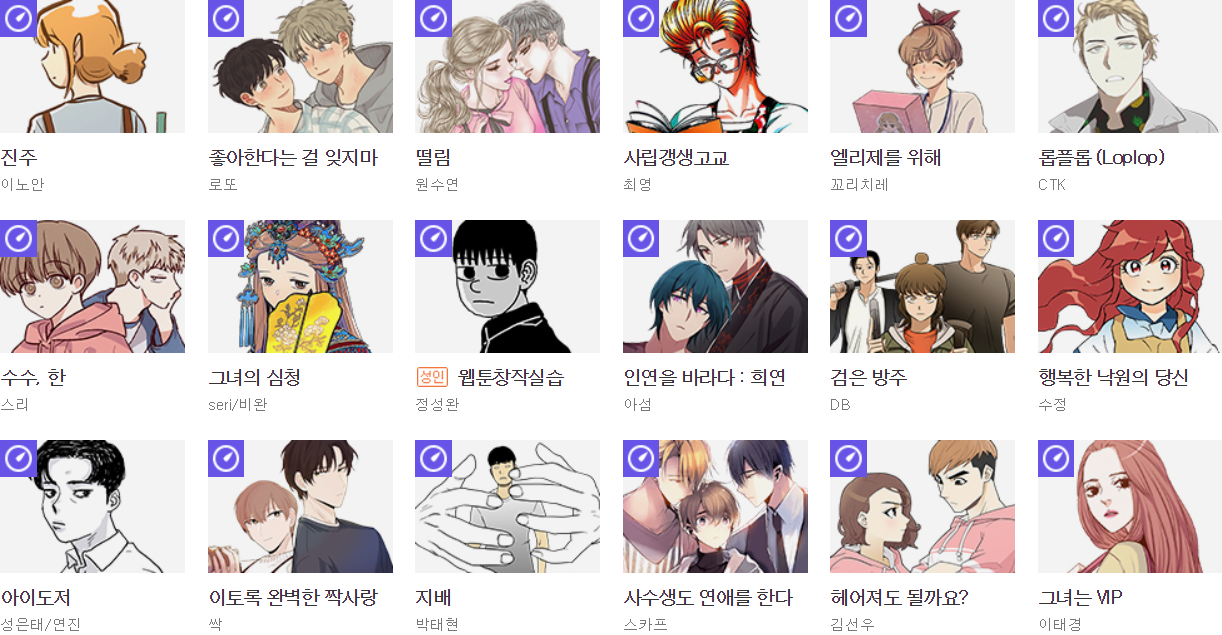 진주
이노안
좋아한다는 걸 잊지마
로또
떨림
원수연
사립갱생고교
최영
엘리제를 위해
꼬리치레
롭플롭 (Loplop)
CTK
수수, 한
스리
그녀의 심청
seri/비완
성인 웹툰창작실습
정성완
인연을 바라다 : 희연
아섬
검은 방주
DB
행복한 낙원의 당신
수정
아이도저
성은태/연진
이토록 완벽한 짝사랑
싹
지배
박태현
사수생도 연애를 한다
스카프
헤어져도 될까요?
김선우
그녀는 VIP
이태경